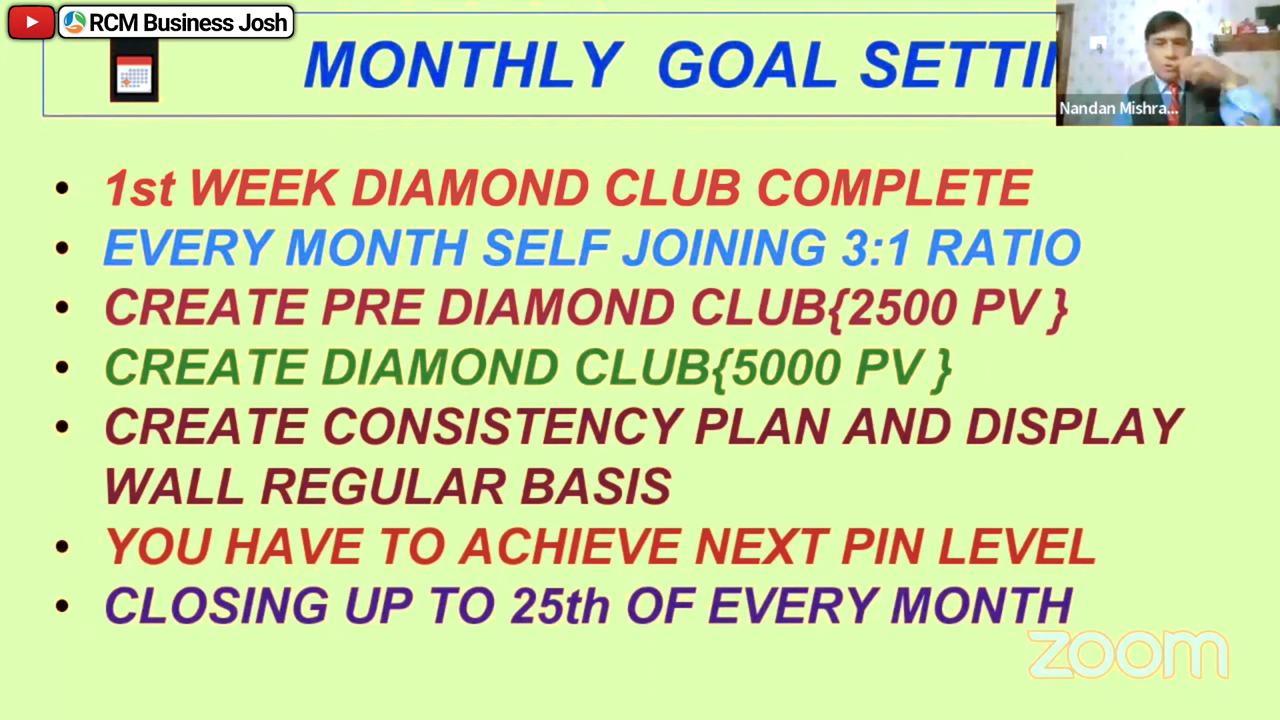 RCM Business Josh
MONTHLY GOAL SETTI
Nandan Mishra...
• 1st WEEK DIAMOND CLUB COMPLETE
• EVERY MONTH SELF JOINING 3:1 RATIO
• CREATE PRE DIAMOND CLUB{2500 PV }
• CREATE DIAMOND CLUB{5000 PV }
• CREATE CONSISTENCY PLAN AND DISPLAY
WALL REGULAR BASIS
• YOU HAVE TO ACHIEVE NEXT PIN LEVEL
• CLOSING UP TO 25th OF EVERY MONTH
zoom